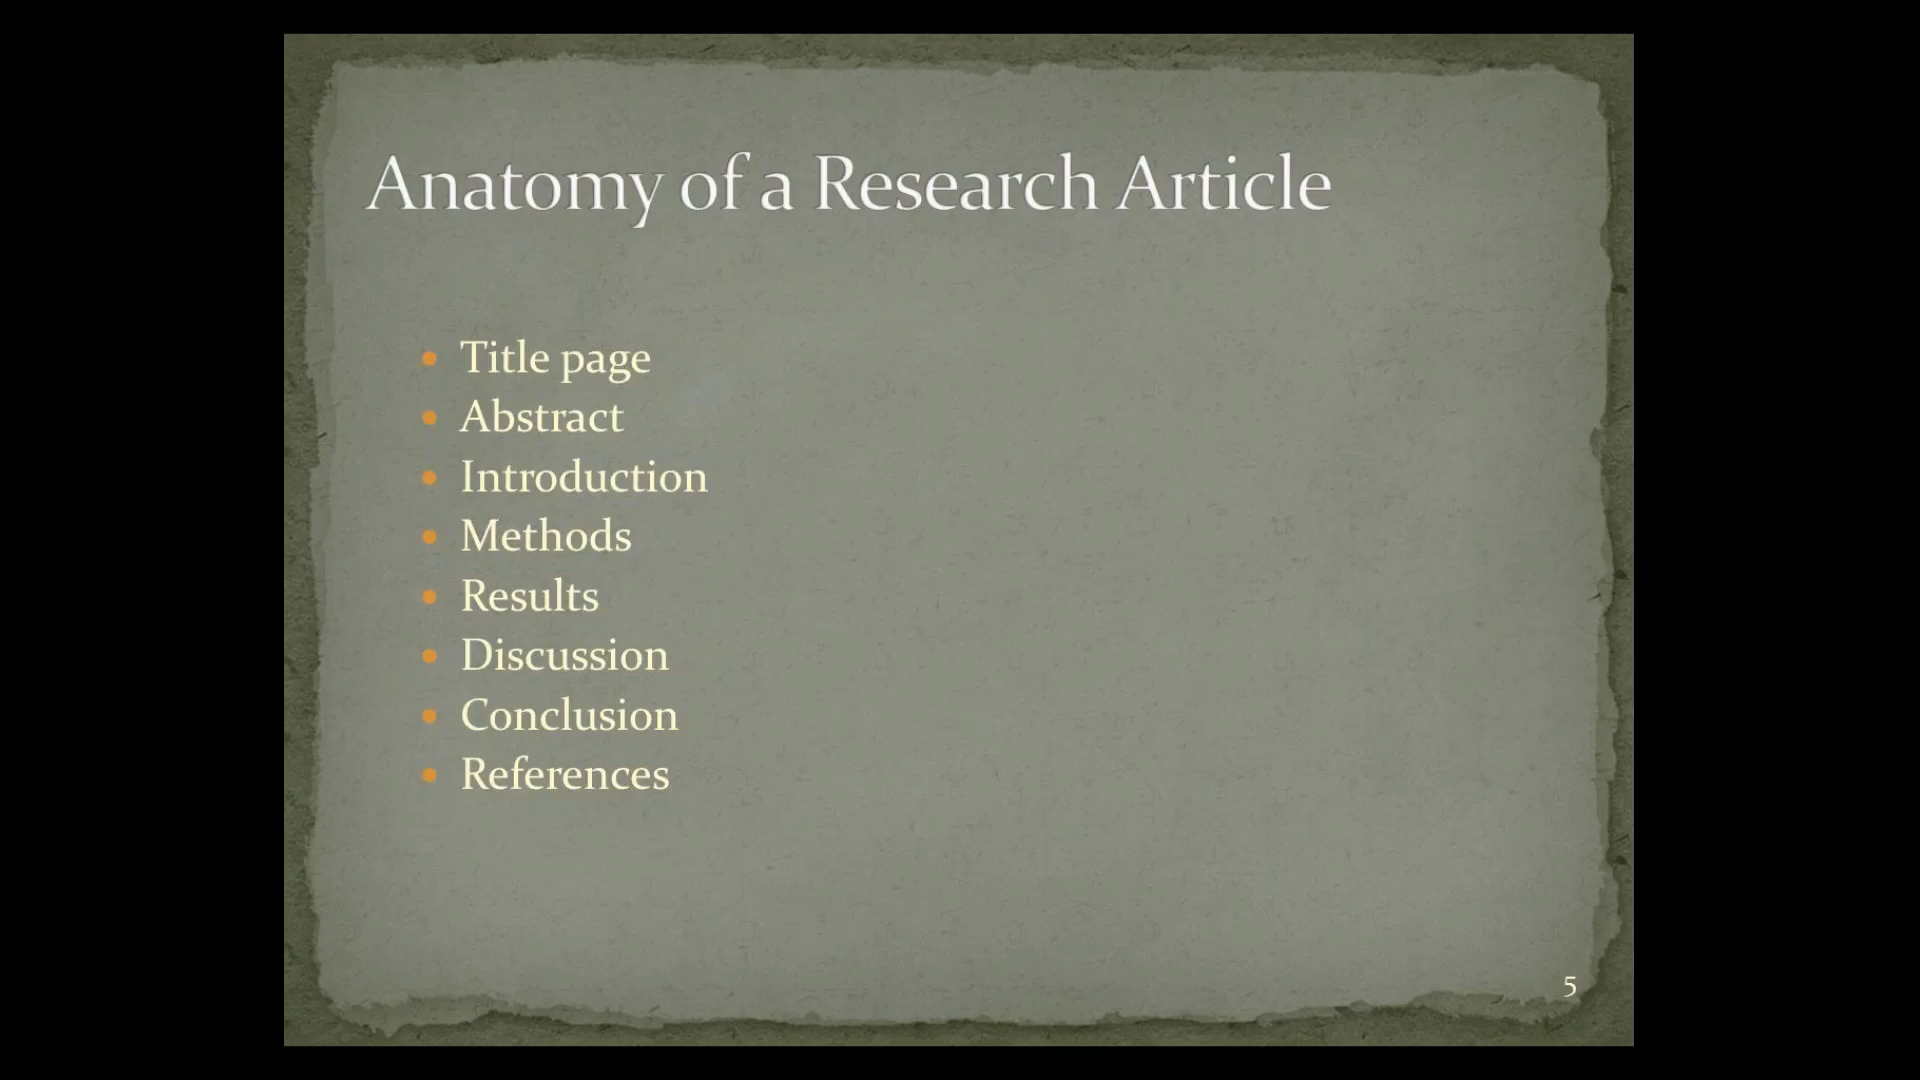 Anatomy of a Research Article
• Title page
• Abstract
• Introduction
• Methods
• Results
• Discussion
• Conclusion
• References
5